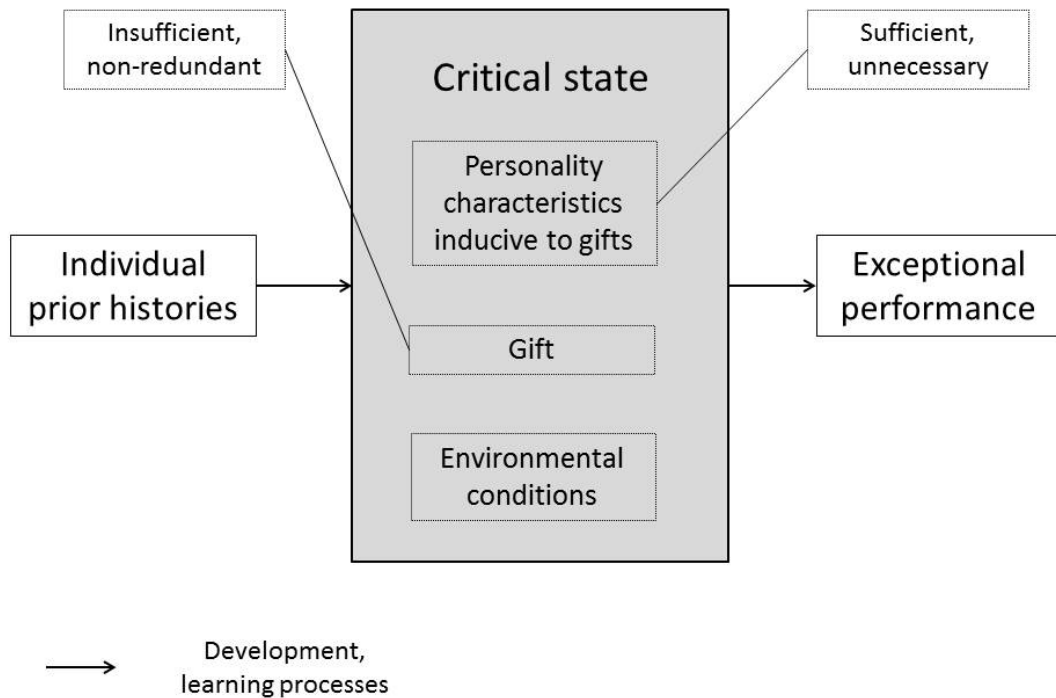 Insufficient,
non-redundant
Sufficient,
unnecessary
Critical state
Personality
characteristics
inducive to gifts
Individual
prior histories
Exceptional
performance
Gift
Environmental
conditions
Development,
learning processes